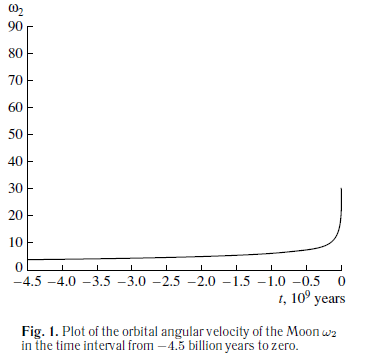 ω2
90
80
70
60
50
40
30
20
10
0
−4.5 −4.0 −3.5 −3.0 −2.5 −2.0 −1.5 −1.0 −0.5 0
t, 10⁹ years
Fig. 1. Plot of the orbital angular velocity of the Moon ω2
in the time interval from −4.5 billion years to zero.